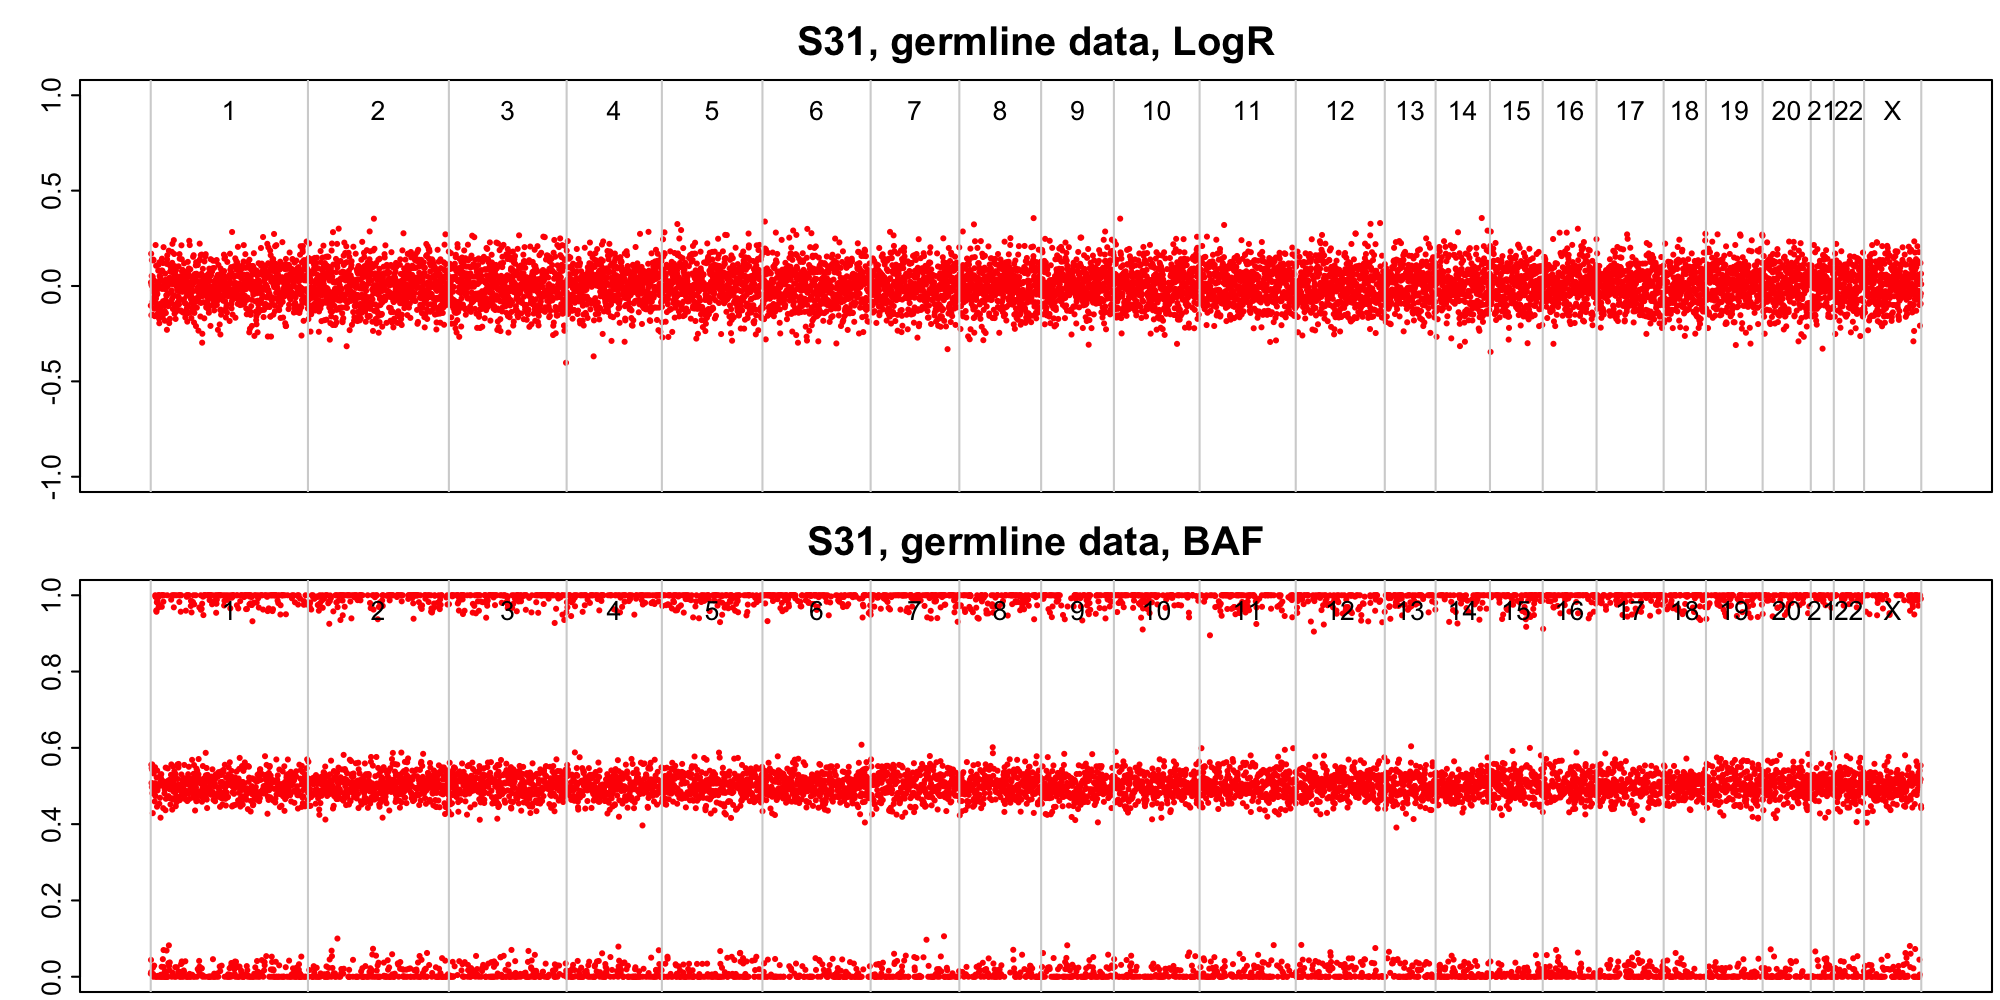 S31, germline data, LogR
1.0
0.5
0.0
-0.5
-1.0
1 2 3 4 5 6 7 8 9 10 11 12 13 14 15 16 17 18 19 20 21 22 X
S31, germline data, BAF
1.0
0.8
0.6
0.4
0.2
0.0
1 2 3 4 5 6 7 8 9 10 11 12 13 14 15 16 17 18 19 20 21 22 X